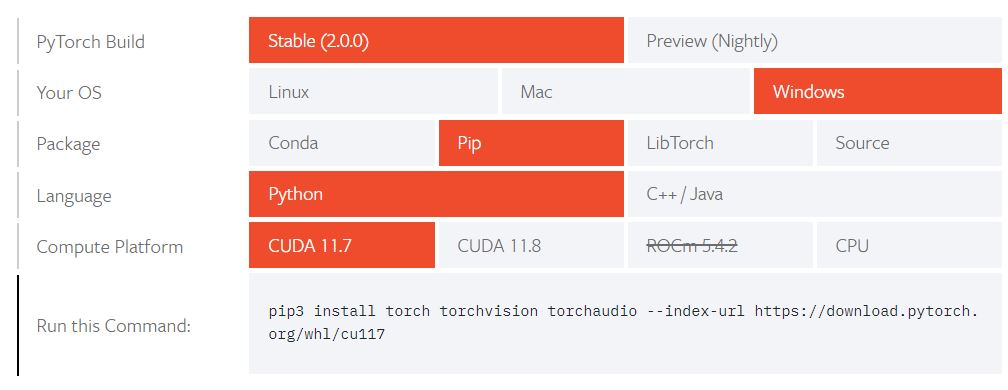 PyTorch Build Stable (2.0.0) Preview (Nightly)
Your OS Linux Mac Windows
Package Conda Pip LibTorch Source
Language Python C++ / Java
Compute Platform CUDA 11.7 CUDA 11.8 ROCm 5.4.2 CPU
Run this Command: pip3 install torch torchvision torchaudio --index-url https://download.pytorch.
org/whl/cu117